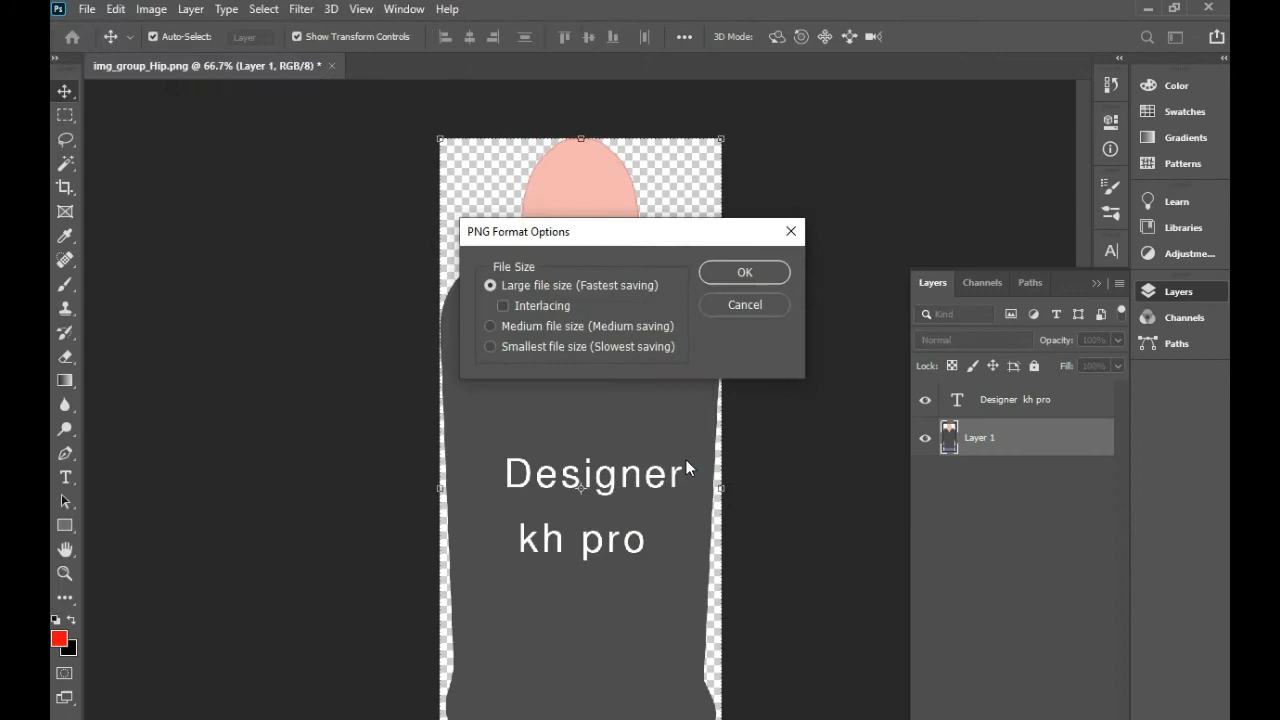 Ps File Edit Image Layer Type Select Filter 3D View Window Help
Auto-Select: Layer Show Transform Controls 3D Mode:
img_group_Hip.png @ 66.7% (Layer 1, RGB/8) *
Color
Swatches
Gradients
Patterns
Learn
Libraries
Adjustme...
Layers
Channels
Paths
PNG Format Options
File Size
Large file size (Fastest saving)
Interlacing
Medium file size (Medium saving)
Smallest file size (Slowest saving)
OK
Cancel
Layers Channels Paths
Kind
Normal Opacity: 100%
Lock: Fill: 100%
Designer kh pro
Layer 1
Designer
kh pro